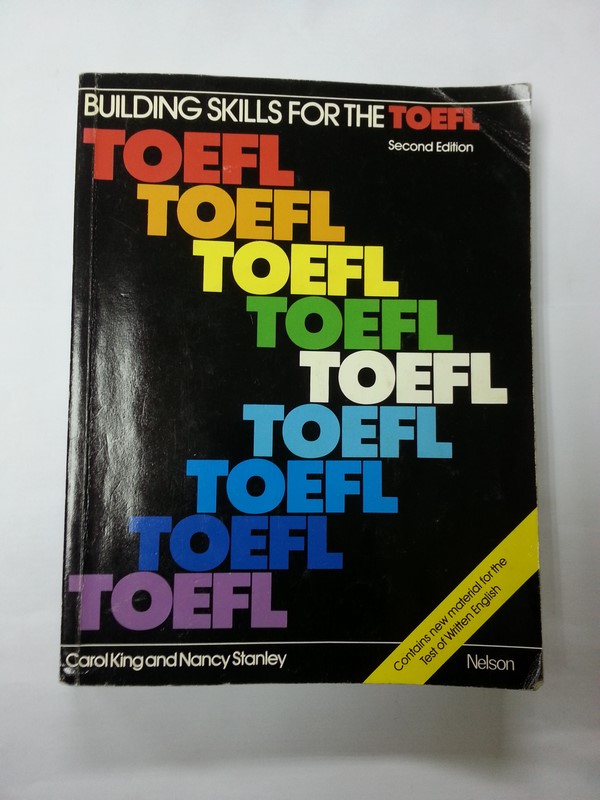 BUILDING SKILLS FOR THE TOEFL
Second Edition
TOEFL
TOEFL
TOEFL
TOEFL
TOEFL
TOEFL
TOEFL
TOEFL
TOEFL
Contains new material for the
Test of Written English
Carol King and Nancy Stanley
Nelson